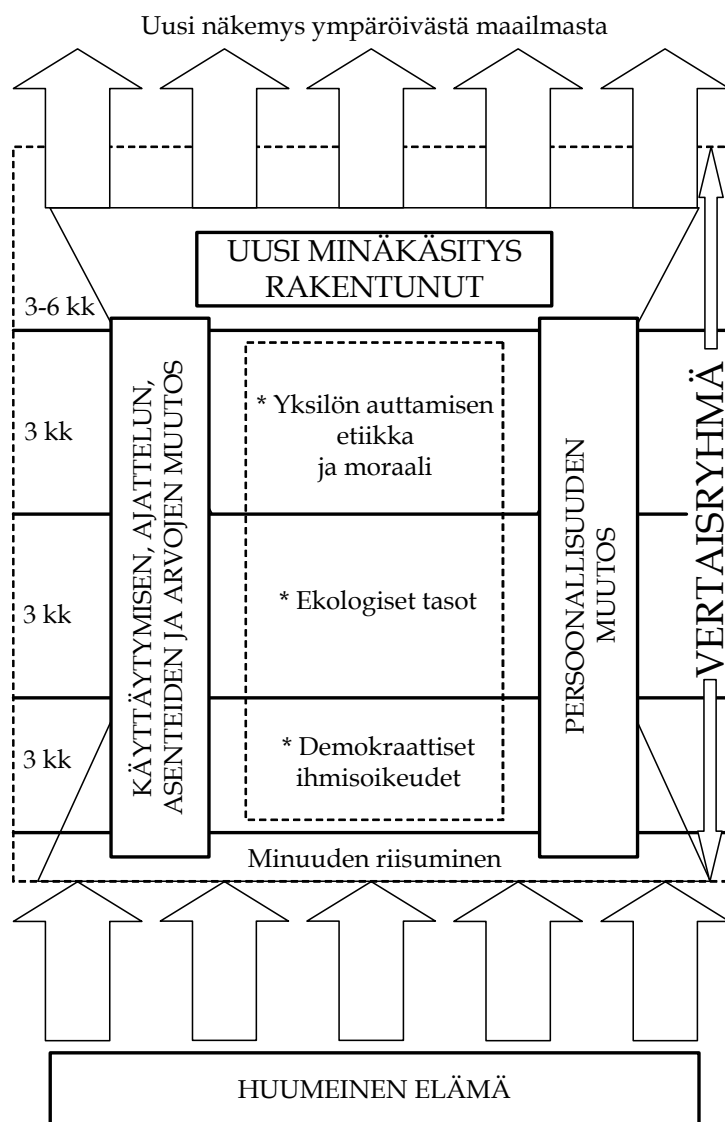 Uusi näkemys ympäröivästä maailmasta
UUSI MINÄKÄSITYS
RAKENTUNUT
3-6 kk
KÄYTTÄYTYMISEN, AJATTELUN,
ASENTEIDEN JA ARVOJEN MUUTOS
3 kk
* Yksilön auttamisen
etiikka
ja moraali
PERSOONALLISUUDEN
MUUTOS
VERTAISRYHMÄ
3 kk
* Ekologiset tasot
3 kk
* Demokraattiset
ihmisoikeudet
Minuuden riisuminen
HUUMEINEN ELÄMÄ